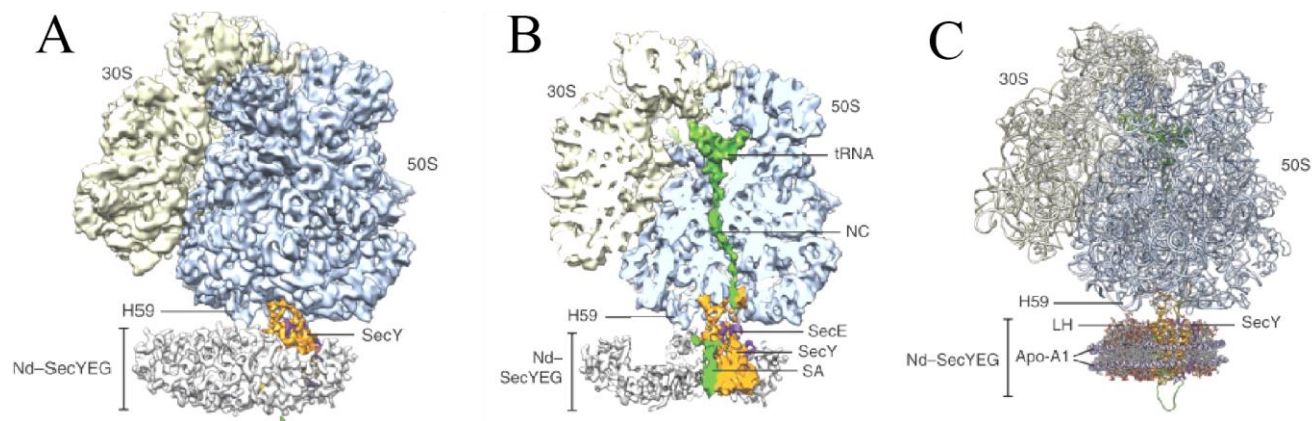 A
30S
50S
H59
SecY
Nd–SecYEG
B
30S
50S
tRNA
NC
H59
SecE
Nd–
SecYEG
SecY
SA
C
30S
50S
H59
LH
SecY
Nd–SecYEG
Apo-A1